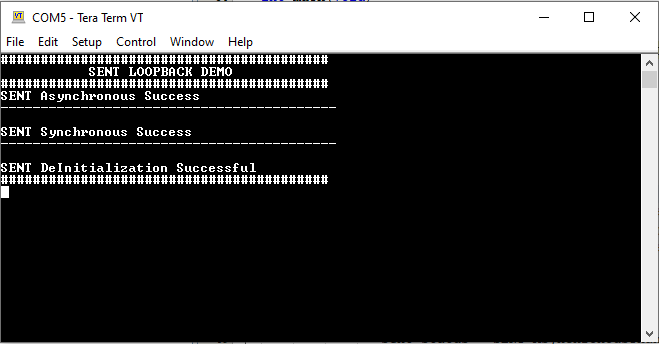 COM5 - Tera Term VT
File Edit Setup Control Window Help
#########################################
SENT LOOPBACK DEMO
#########################################
SENT Asynchronous Success
------------------------------------------
SENT Synchronous Success
------------------------------------------
SENT DeInitialization Successful
#########################################